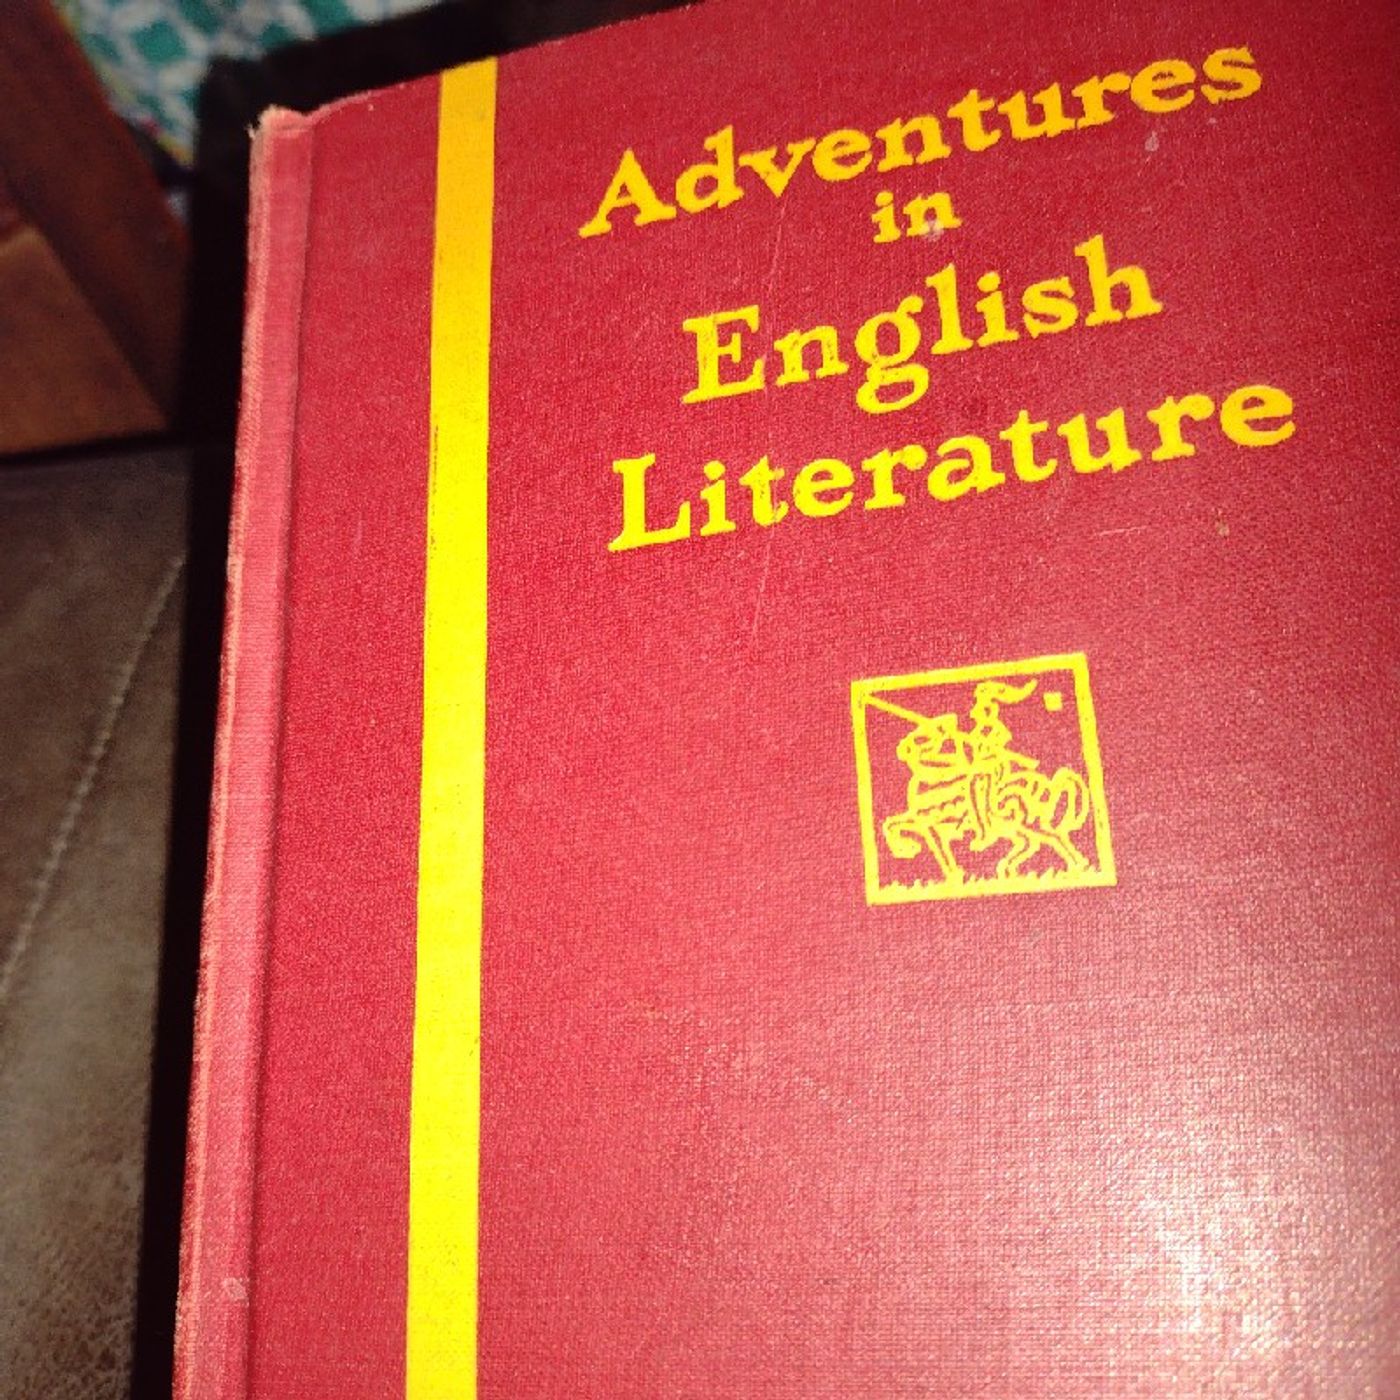 Adventures
in
English
Literature